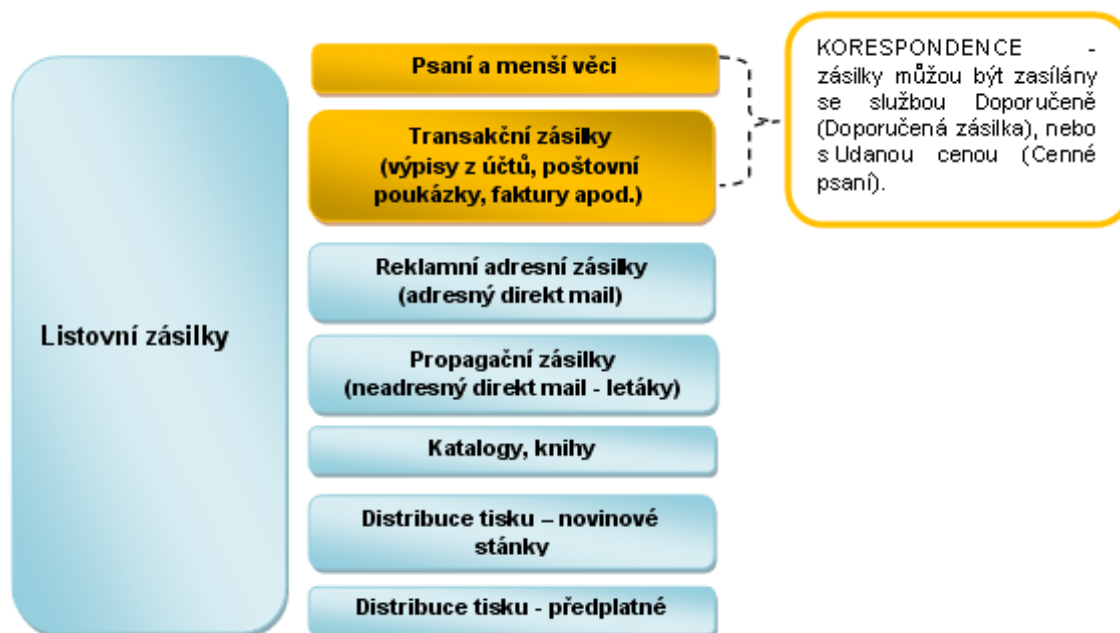 Listovní zásilky
Psaní a menší věci
Transakční zásilky
(výpisy z účtů, poštovní
poukázky, faktury apod.)
Reklamní adresní zásilky
(adresný direkt mail)
Propagační zásilky
(neadresný direkt mail - letáky)
Katalogy, knihy
Distribuce tisku – novinové
stánky
Distribuce tisku - předplatné
KORESPONDENCE -
zásilky můžou být zasílány
se službou Doporučeně
(Doporučená zásilka), nebo
s Udanou cenou (Cenné
psaní).